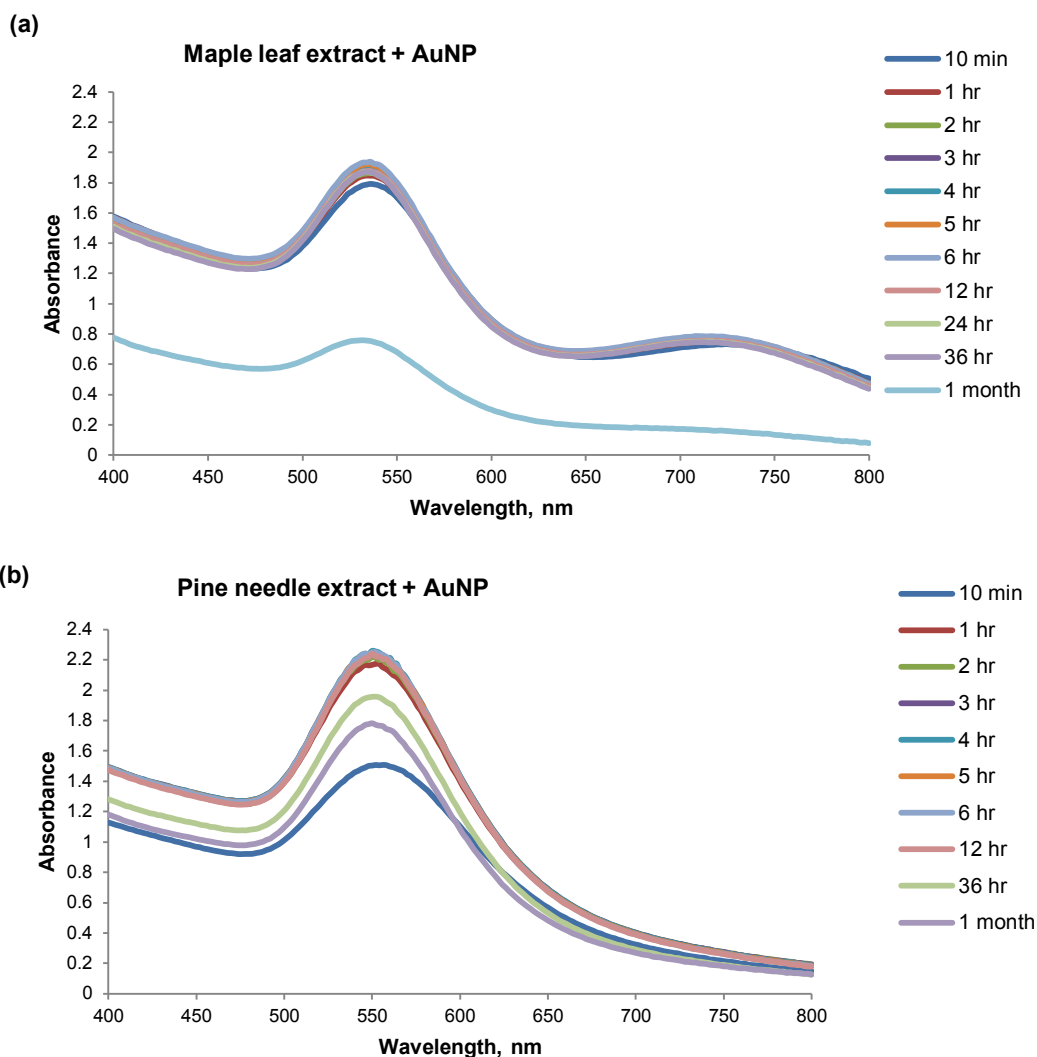 (a)
Maple leaf extract + AuNP
2.4
2.2
2
1.8
1.6
1.4
1.2
1
0.8
0.6
0.4
0.2
0
Absorbance
400 450 500 550 600 650 700 750 800
Wavelength, nm
10 min
1 hr
2 hr
3 hr
4 hr
5 hr
6 hr
12 hr
24 hr
36 hr
1 month
(b)
Pine needle extract + AuNP
2.4
2.2
2
1.8
1.6
1.4
1.2
1
0.8
0.6
0.4
0.2
0
Absorbance
400 450 500 550 600 650 700 750 800
Wavelength, nm
10 min
1 hr
2 hr
3 hr
4 hr
5 hr
6 hr
12 hr
36 hr
1 month